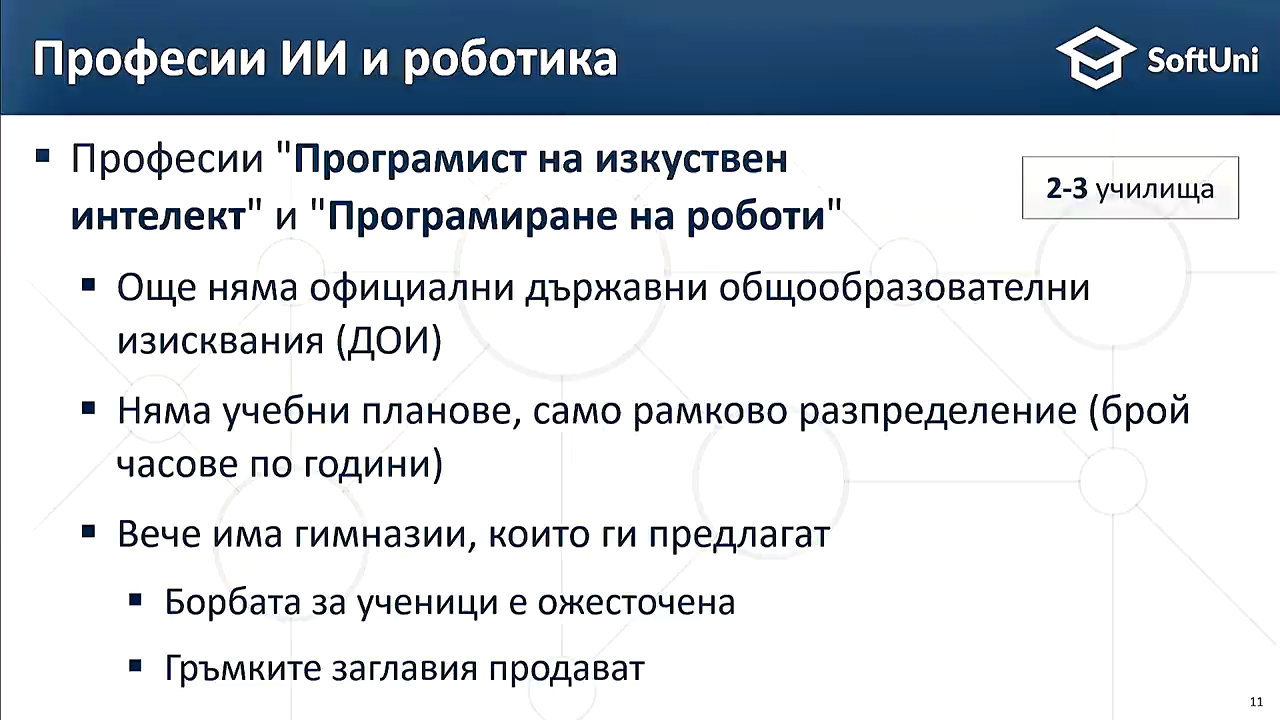 Професии ИИ и роботика
SoftUni
▪ Професии "Програмист на изкуствен
интелект" и "Програмиране на роботи"
2-3 училища
▪ Още няма официални държавни общообразователни
изисквания (ДОИ)
▪ Няма учебни планове, само рамково разпределение (брой
часове по години)
▪ Вече има гимназии, които ги предлагат
▪ Борбата за ученици е ожесточена
▪ Гръмките заглавия продават
11